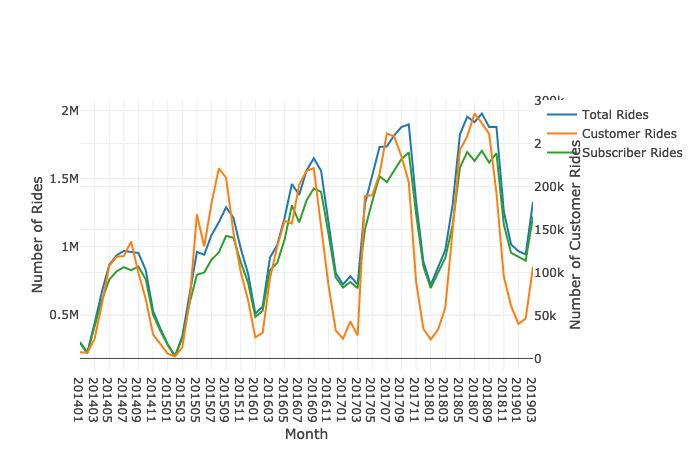 300k
Total Rides
2M
Customer Rides
2
Subscriber Rides
1.5M
200k
150k
1M
100k
0.5M
50k
0
Number of Rides
Number of Customer Rides
201401
201403
201405
201407
201409
201411
201501
201503
201505
201507
201509
201511
201601
201603
201605
201607
201609
201611
201701
201703
201705
201707
201709
201711
201801
201803
201805
201807
201809
201811
201901
201903
Month